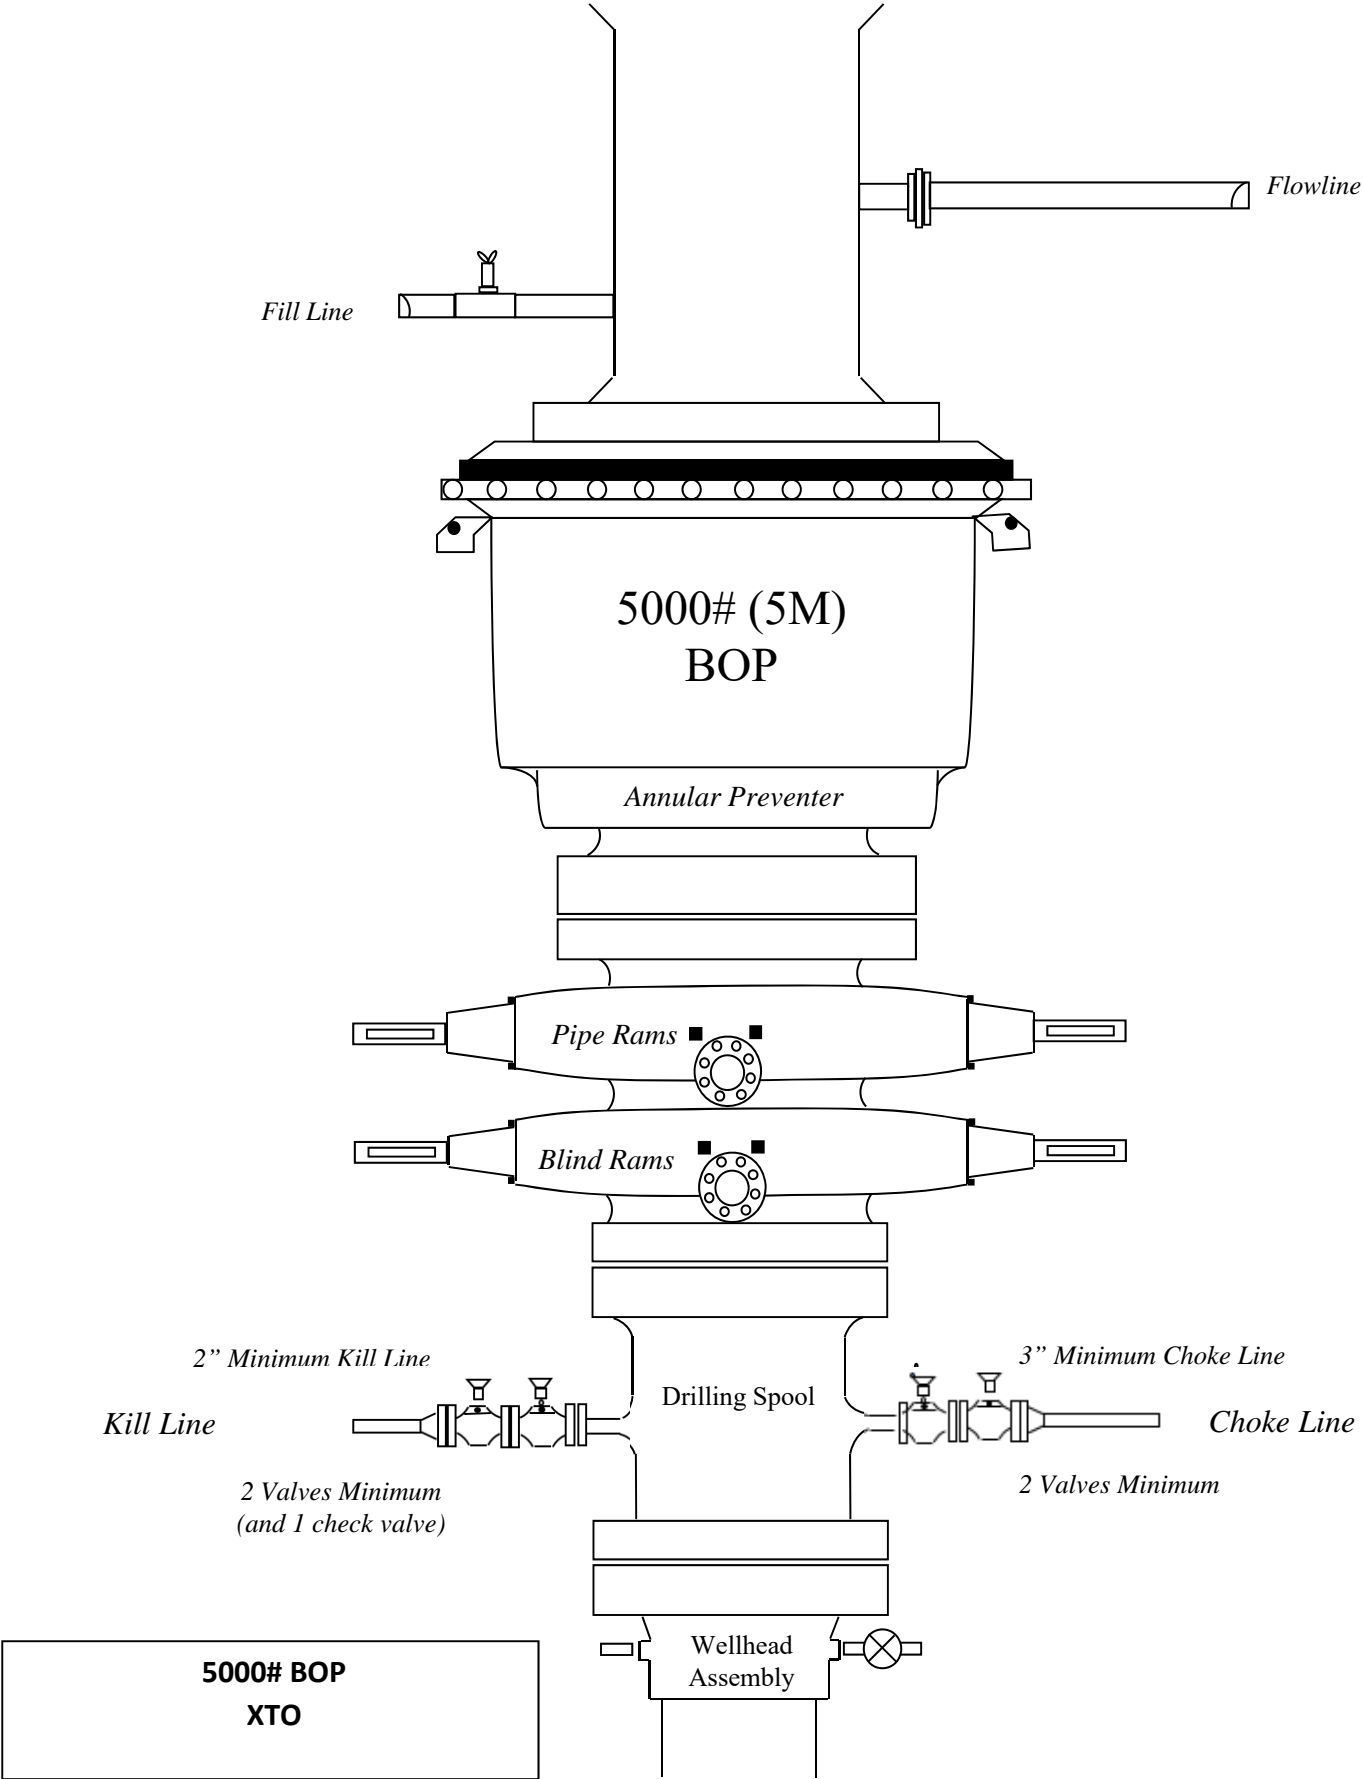 Flowline
Fill Line
5000# (5M)
BOP
Annular Preventer
Pipe Rams
Blind Rams
2” Minimum Kill Line
3” Minimum Choke Line
Drilling Spool
Kill Line
Choke Line
2 Valves Minimum
(and 1 check valve)
2 Valves Minimum
Wellhead
Assembly
5000# BOP
XTO